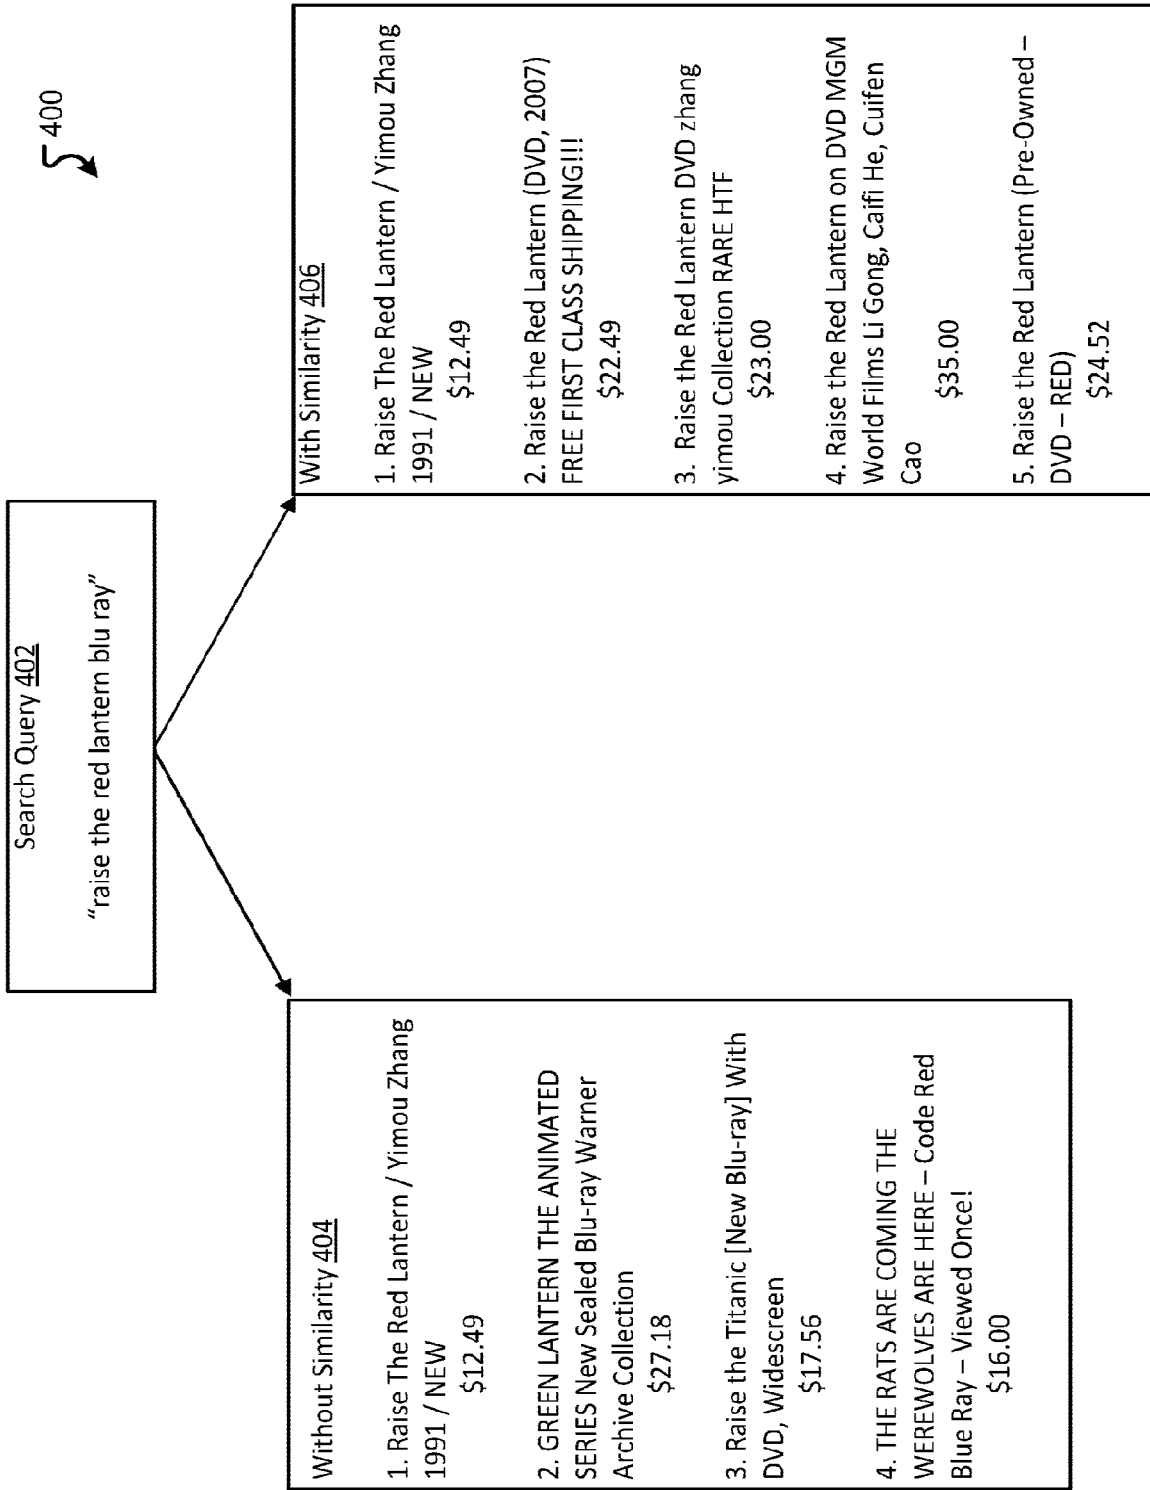 400
Search Query 402
“raise the red lantern blu ray”
Without Similarity 404
1. Raise The Red Lantern / Yimou Zhang
1991 / NEW
$12.49
2. GREEN LANTERN THE ANIMATED
SERIES New Sealed Blu-ray Warner
Archive Collection
$27.18
3. Raise the Titanic [New Blu-ray] With
DVD, Widescreen
$17.56
4. THE RATS ARE COMING THE
WEREWOLVES ARE HERE – Code Red
Blue Ray – Viewed Once!
$16.00
With Similarity 406
1. Raise The Red Lantern / Yimou Zhang
1991 / NEW
$12.49
2. Raise the Red Lantern (DVD, 2007)
FREE FIRST CLASS SHIPPING!!!
$22.49
3. Raise the Red Lantern DVD zhang
yimou Collection RARE HTF
$23.00
4. Raise the Red Lantern on DVD MGM
World Films Li Gong, Caifi He, Cuifen
Cao
$35.00
5. Raise the Red Lantern (Pre-Owned –
DVD – RED)
$24.52